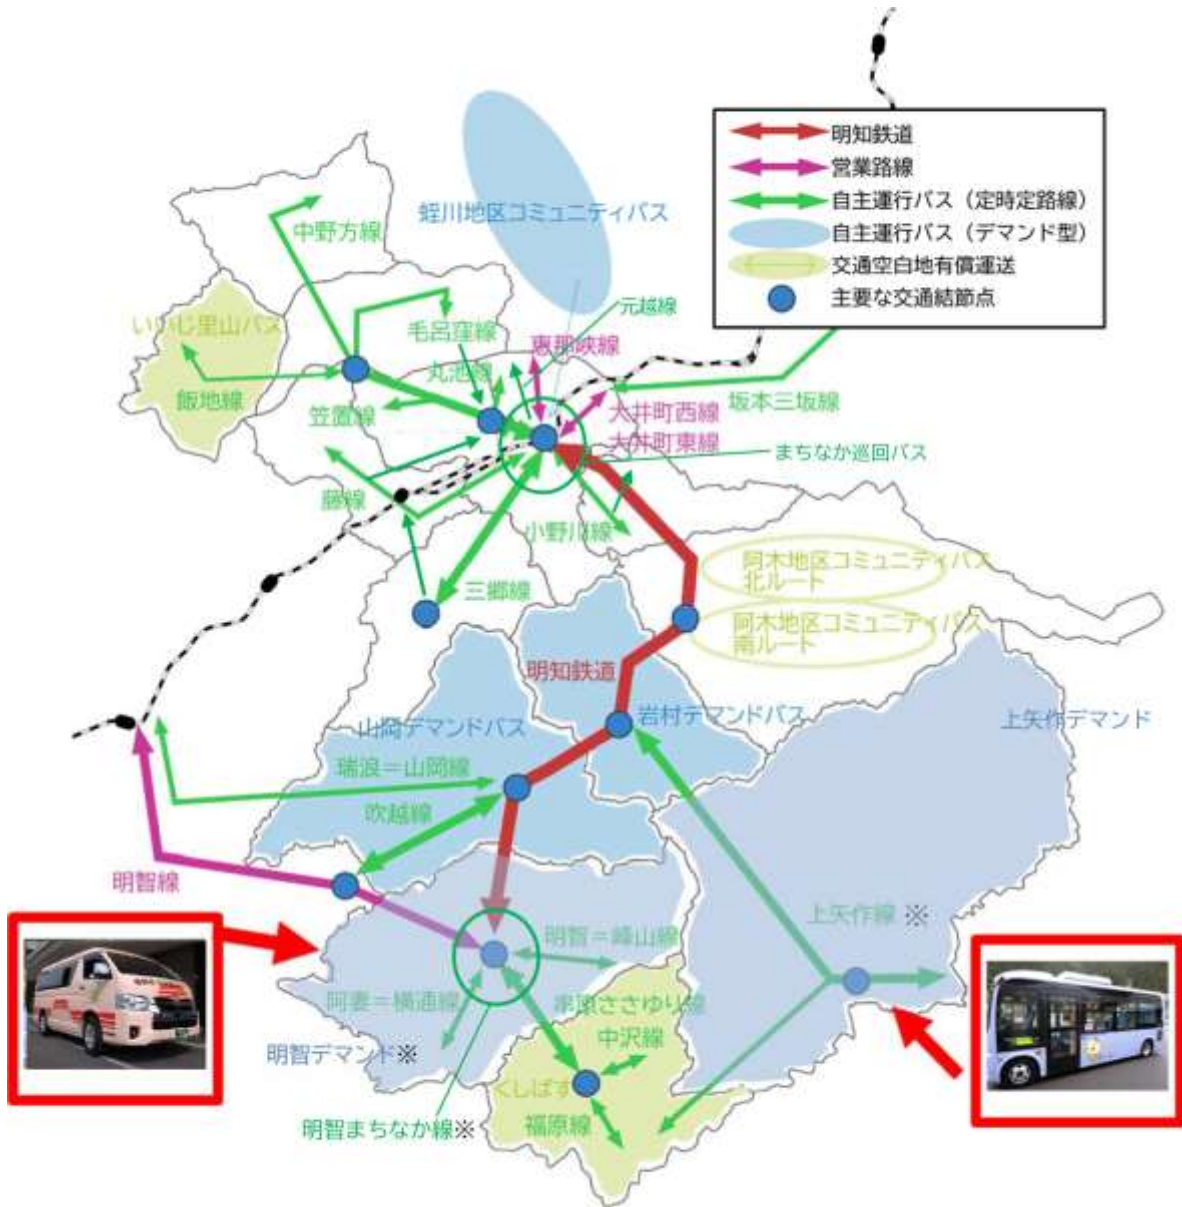 明知鉄道
営業路線
自主運行バス（定時定路線）
自主運行バス（デマンド型）
交通空白地有償運送
主要な交通結節点
蛭川地区コミュニティバス
中野方線
元越線
いいじ里山バス
毛呂窪線
恵那峡線
丸池線
飯地線
笠置線
大井町西線
坂本三坂線
大井町東線
まちなか巡回バス
藤線
小野川線
阿木地区コミュニティバス
北ルート
三郷線
阿木地区コミュニティバス
南ルート
明知鉄道
岩村デマンドバス
上矢作デマンド
山岡デマンドバス
瑞浪＝山岡線
吹越線
明智線
上矢作線 ※
明智＝峰山線
阿妻＝横通線
串原ささゆり線
中沢線
明智デマンド※
くしばす
福原線
明智まちなか線※